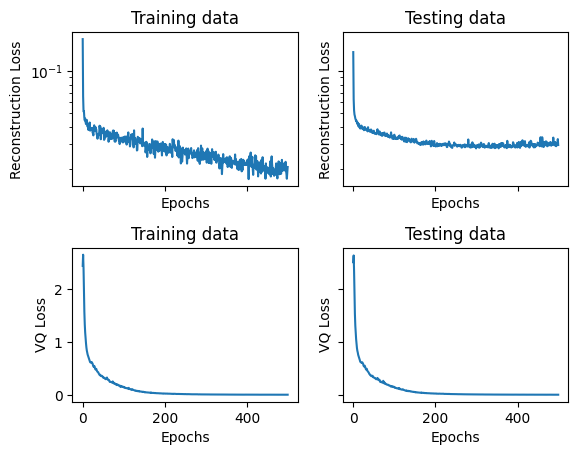 Training data
Testing data
Reconstruction Loss
10⁻¹
Epochs
Reconstruction Loss
Epochs
Training data
Testing data
VQ Loss
2
1
0
0
200
400
Epochs
VQ Loss
0
200
400
Epochs